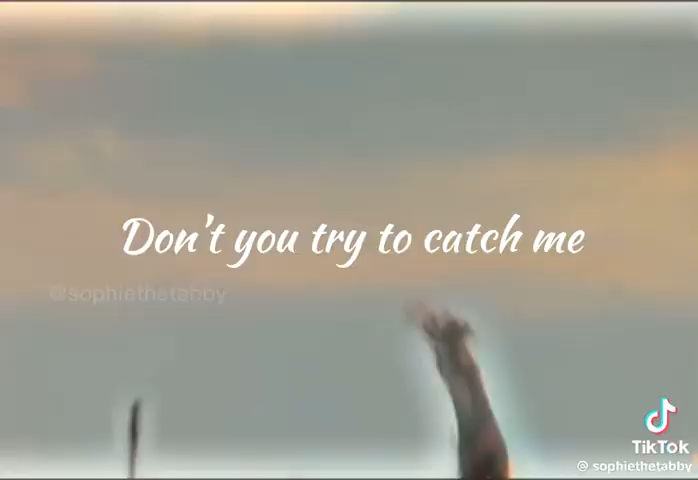 Don't you try to catch me
@sophiethetabby
TikTok
@ sophiethetabby